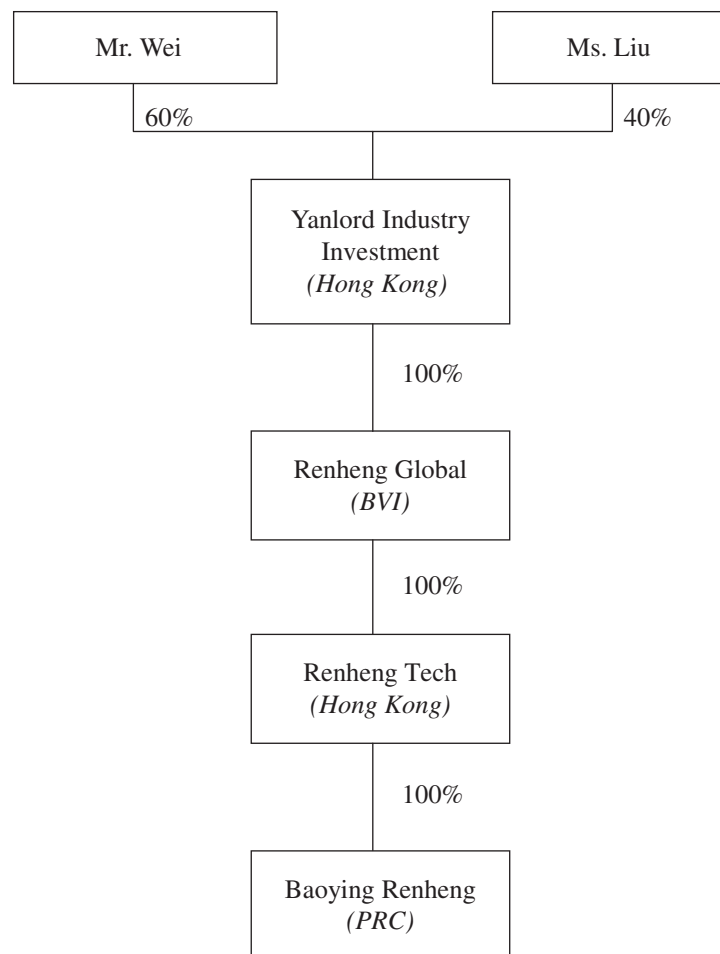 Mr. Wei
Ms. Liu
60%
40%
Yanlord Industry
Investment
(Hong Kong)
100%
Renheng Global
(BVI)
100%
Renheng Tech
(Hong Kong)
100%
Baoying Renheng
(PRC)